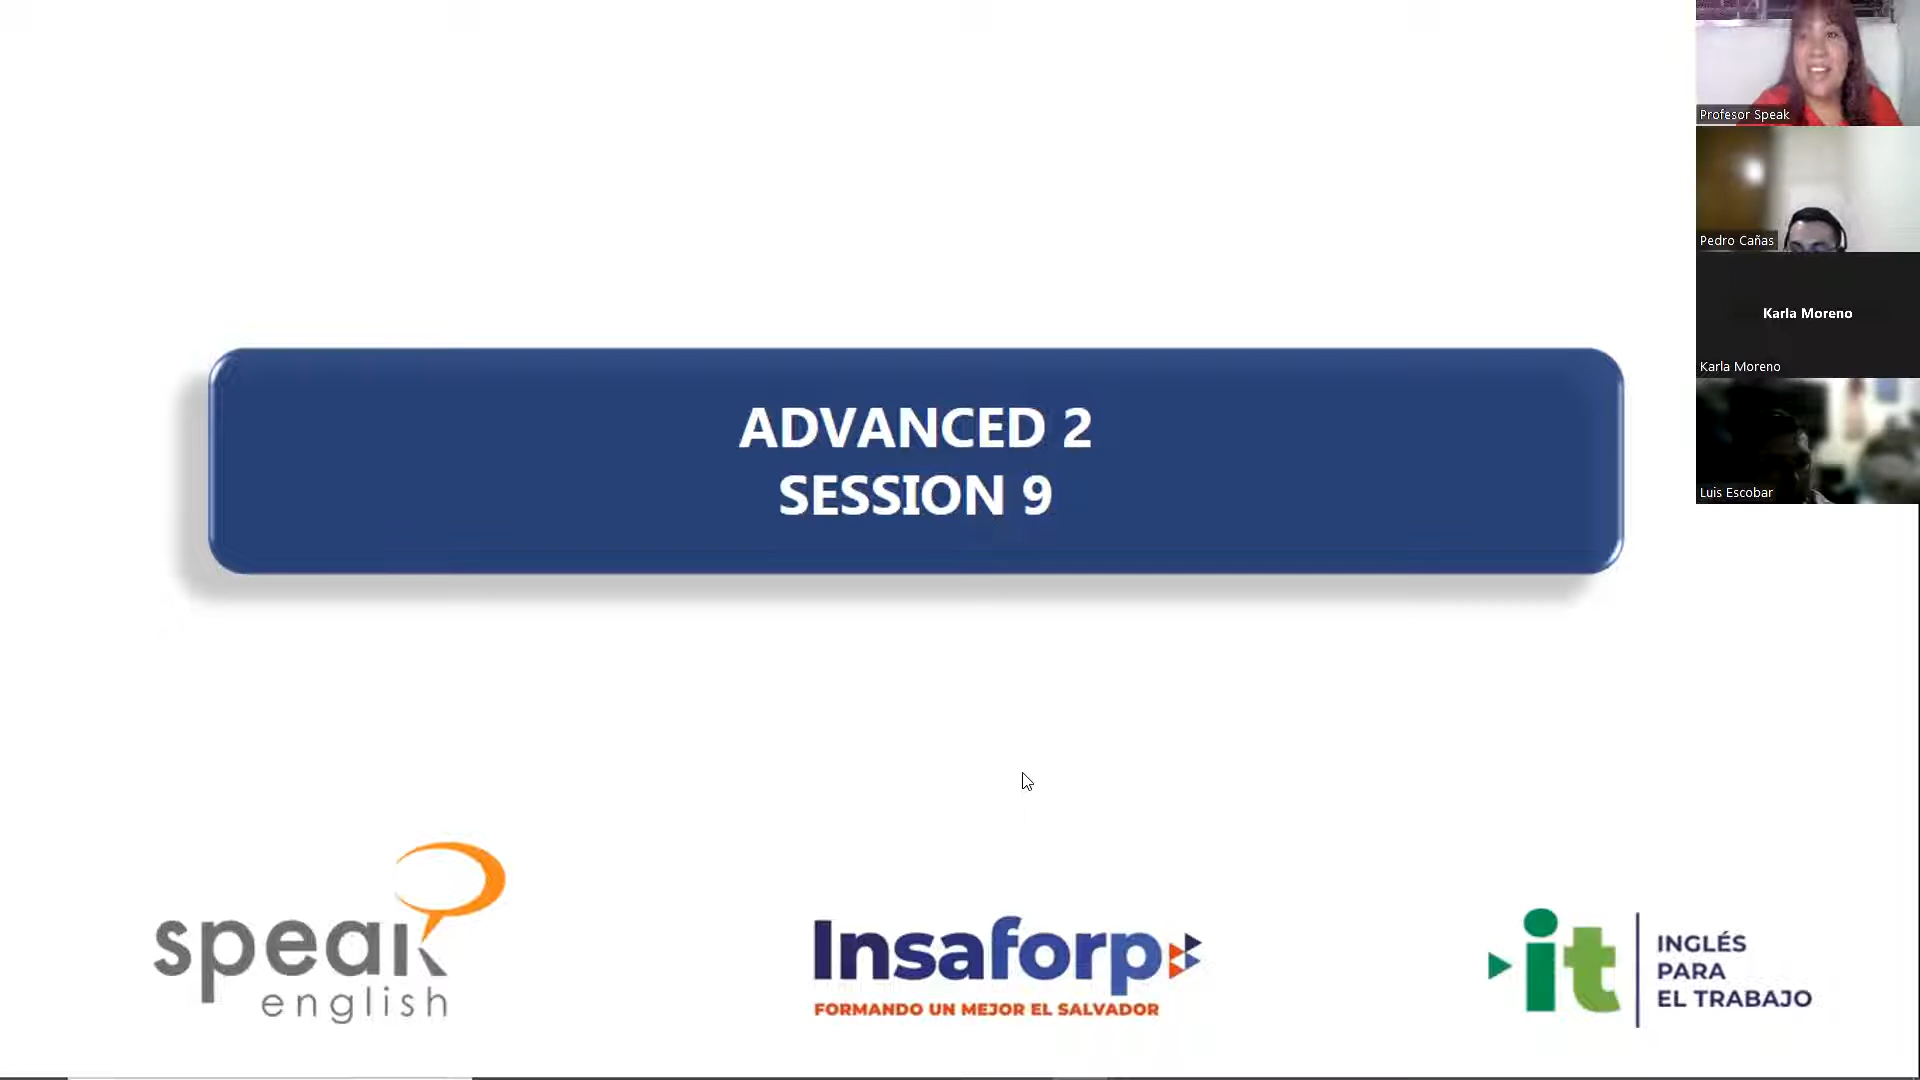 ADVANCED 2
SESSION 9
speak
english
Insaforp
FORMANDO UN MEJOR EL SALVADOR
it
INGLÉS
PARA
EL TRABAJO
Profesor Speak
Pedro Cañas
Karla Moreno
Karla Moreno
Luis Escobar